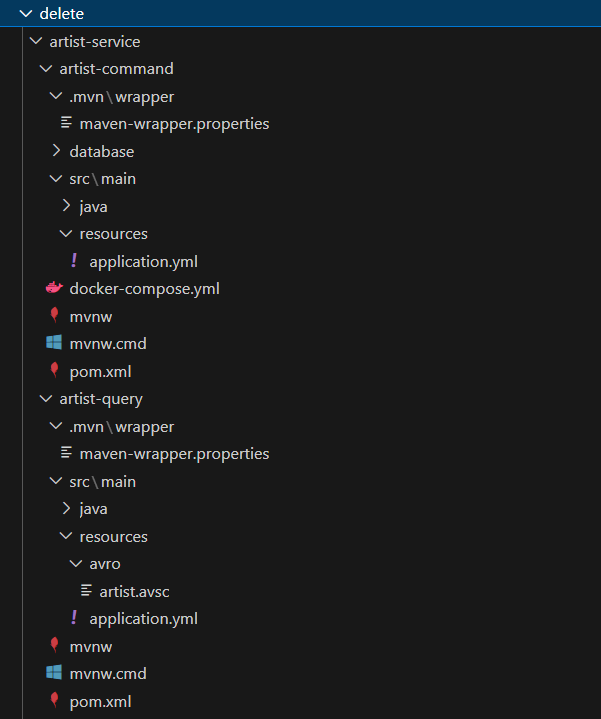 delete
artist-service
artist-command
.mvn\wrapper
maven-wrapper.properties
database
src\main
java
resources
! application.yml
docker-compose.yml
mvnw
mvnw.cmd
pom.xml
artist-query
.mvn\wrapper
maven-wrapper.properties
src\main
java
resources
avro
artist.avsc
! application.yml
mvnw
mvnw.cmd
pom.xml